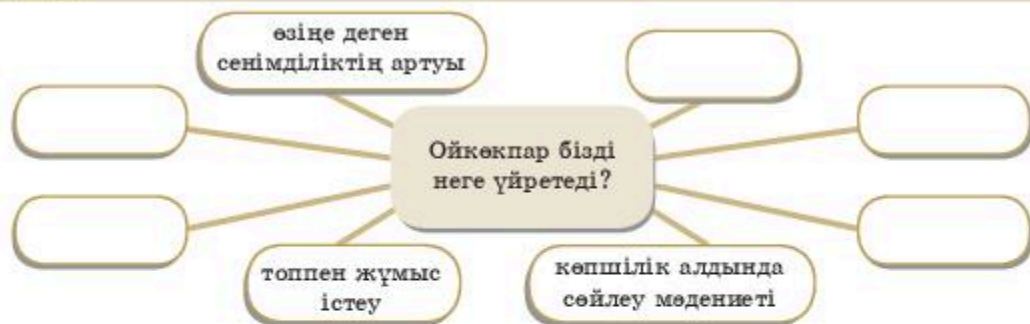 өзіңе деген
сенімділіктің артуы
Ойкөкпар бізді
неге үйретеді?
топпен жұмыс
істеу
көпшілік алдында
сөйлеу мәдениеті